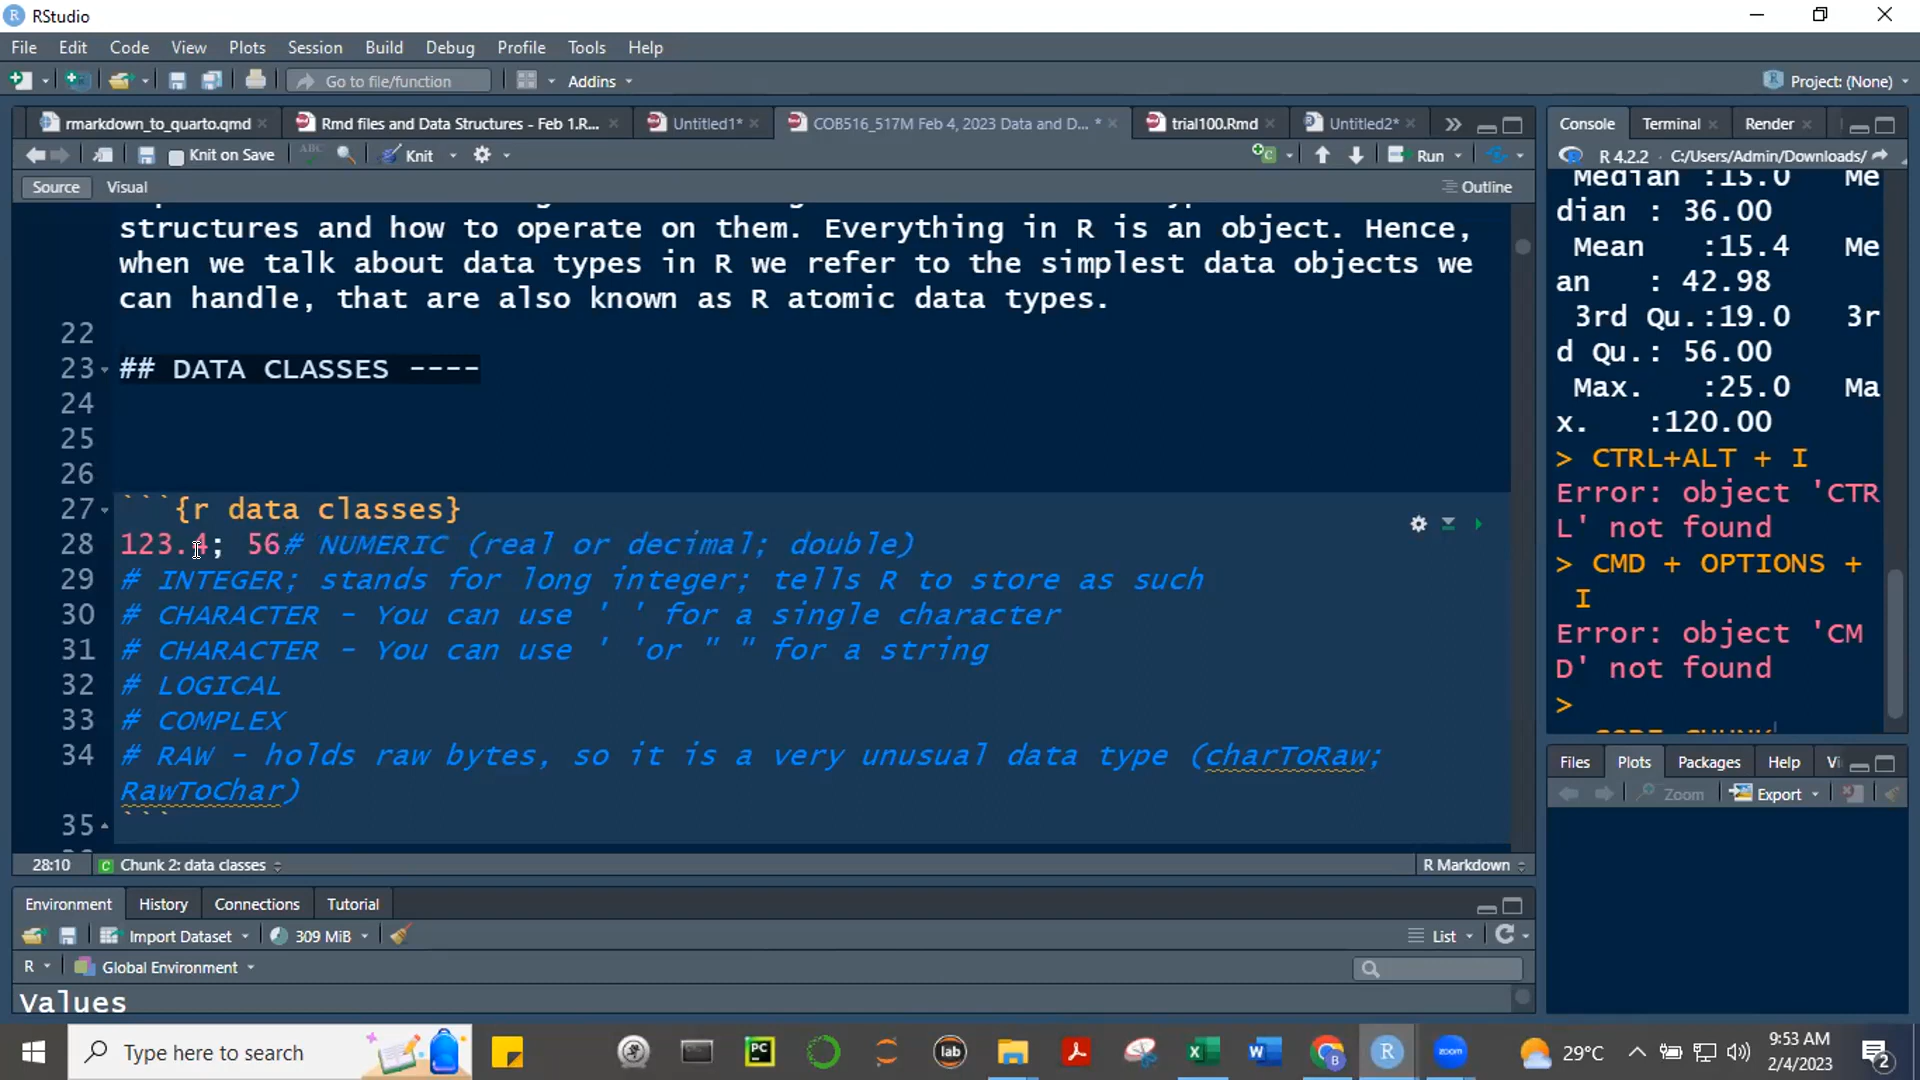 RStudio
File Edit Code View Plots Session Build Debug Profile Tools Help
Go to file/function Addins Project: (None)
rmarkdown_to_quarto.qmd Rmd files and Data Structures - Feb 1.R... Untitled1* COB516_517M Feb 4, 2023 Data and D... * trial100.Rmd Untitled2*
Knit on Save ABC Knit Run
Source Visual Outline
structures and how to operate on them. Everything in R is an object. Hence,
when we talk about data types in R we refer to the simplest data objects we
can handle, that are also known as R atomic data types.
22
23 ## DATA CLASSES ----
24
25
26
27 ```{r data classes}
28 123.4; 56# NUMERIC (real or decimal; double)
29 # INTEGER; stands for long integer; tells R to store as such
30 # CHARACTER - You can use ' ' for a single character
31 # CHARACTER - You can use ' 'or " " for a string
32 # LOGICAL
33 # COMPLEX
34 # RAW - holds raw bytes, so it is a very unusual data type (charToRaw;
RawToChar)
35 ```
28:10 Chunk 2: data classes R Markdown
Environment History Connections Tutorial
Import Dataset 309 MiB List
R Global Environment
Values
Console Terminal Render
R 4.2.2 C:/Users/Admin/Downloads/
Median :15.0 Me
dian : 36.00
Mean :15.4 Me
an : 42.98
3rd Qu.:19.0 3r
d Qu.: 56.00
Max. :25.0 Ma
x. :120.00
> CTRL+ALT + I
Error: object 'CTR
L' not found
> CMD + OPTIONS +
I
Error: object 'CM
D' not found
>
CODE CHUNK
Files Plots Packages Help Vi
Zoom Export
Type here to search PC lab X W B R zoom 29°C 9:53 AM
2/4/2023 2